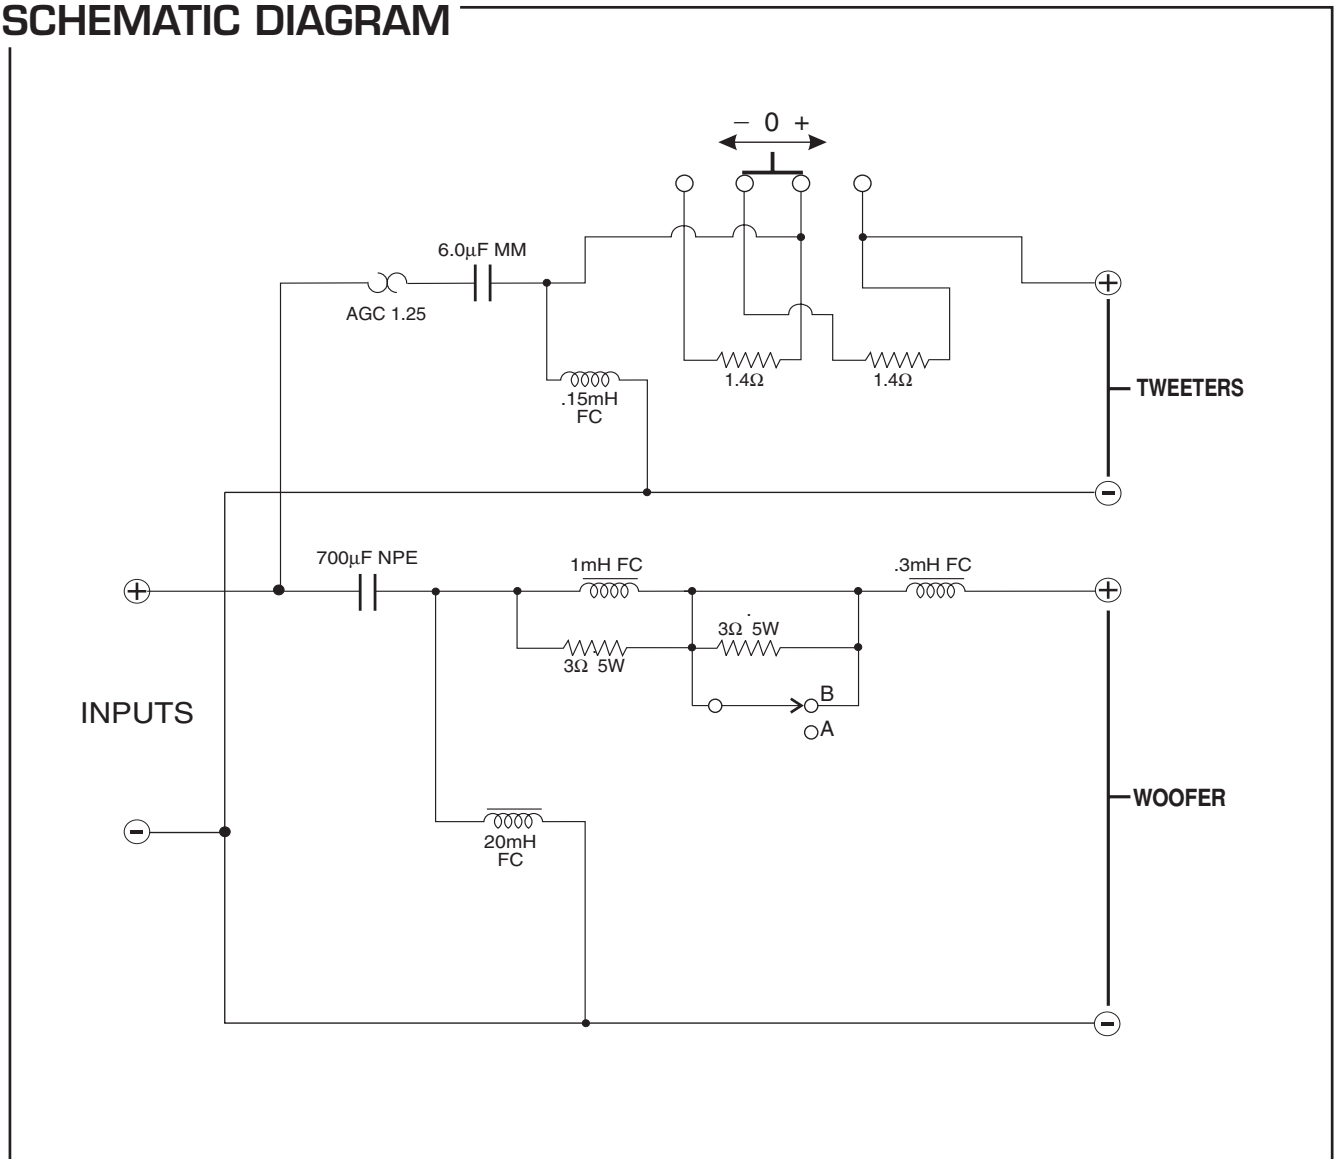 SCHEMATIC DIAGRAM
– 0 +
6.0µF MM
AGC 1.25
1.4Ω
1.4Ω
.15mH
FC
TWEETERS
700µF NPE
1mH FC
.3mH FC
3Ω 5W
3Ω 5W
B
A
INPUTS
WOOFER
20mH
FC